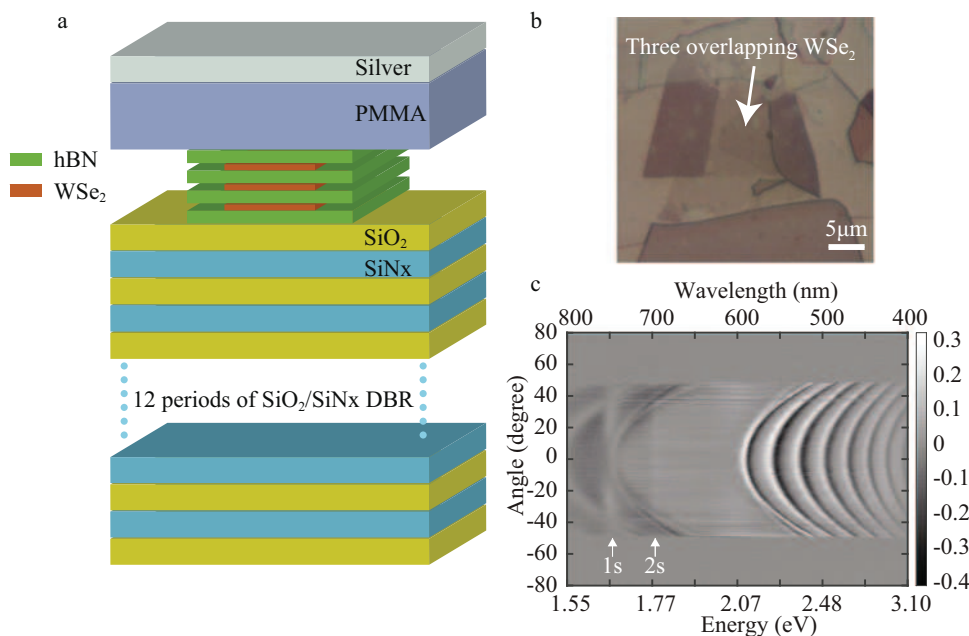 a
Silver
PMMA
hBN
WSe₂
SiO₂
SiNx
12 periods of SiO₂/SiNx DBR
b
Three overlapping WSe₂
5μm
c
Wavelength (nm)
800 700 600 500 400
Angle (degree)
80
60
40
20
0
-20
-40
-60
-80
1s 2s
1.55 1.77 2.07 2.48 3.10
Energy (eV)
0.3
0.2
0.1
0
-0.1
-0.2
-0.3
-0.4